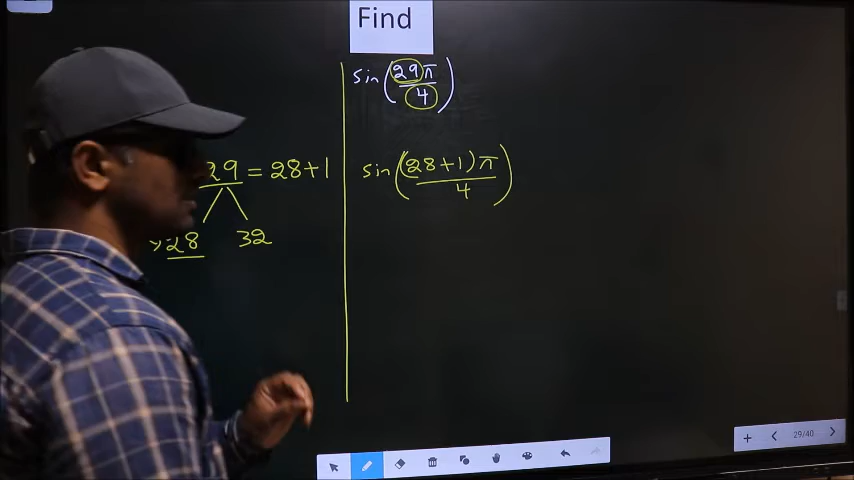 Find
sin(29π/4)
29 = 28+1
28 32
sin((28+1)π/4)
29/40